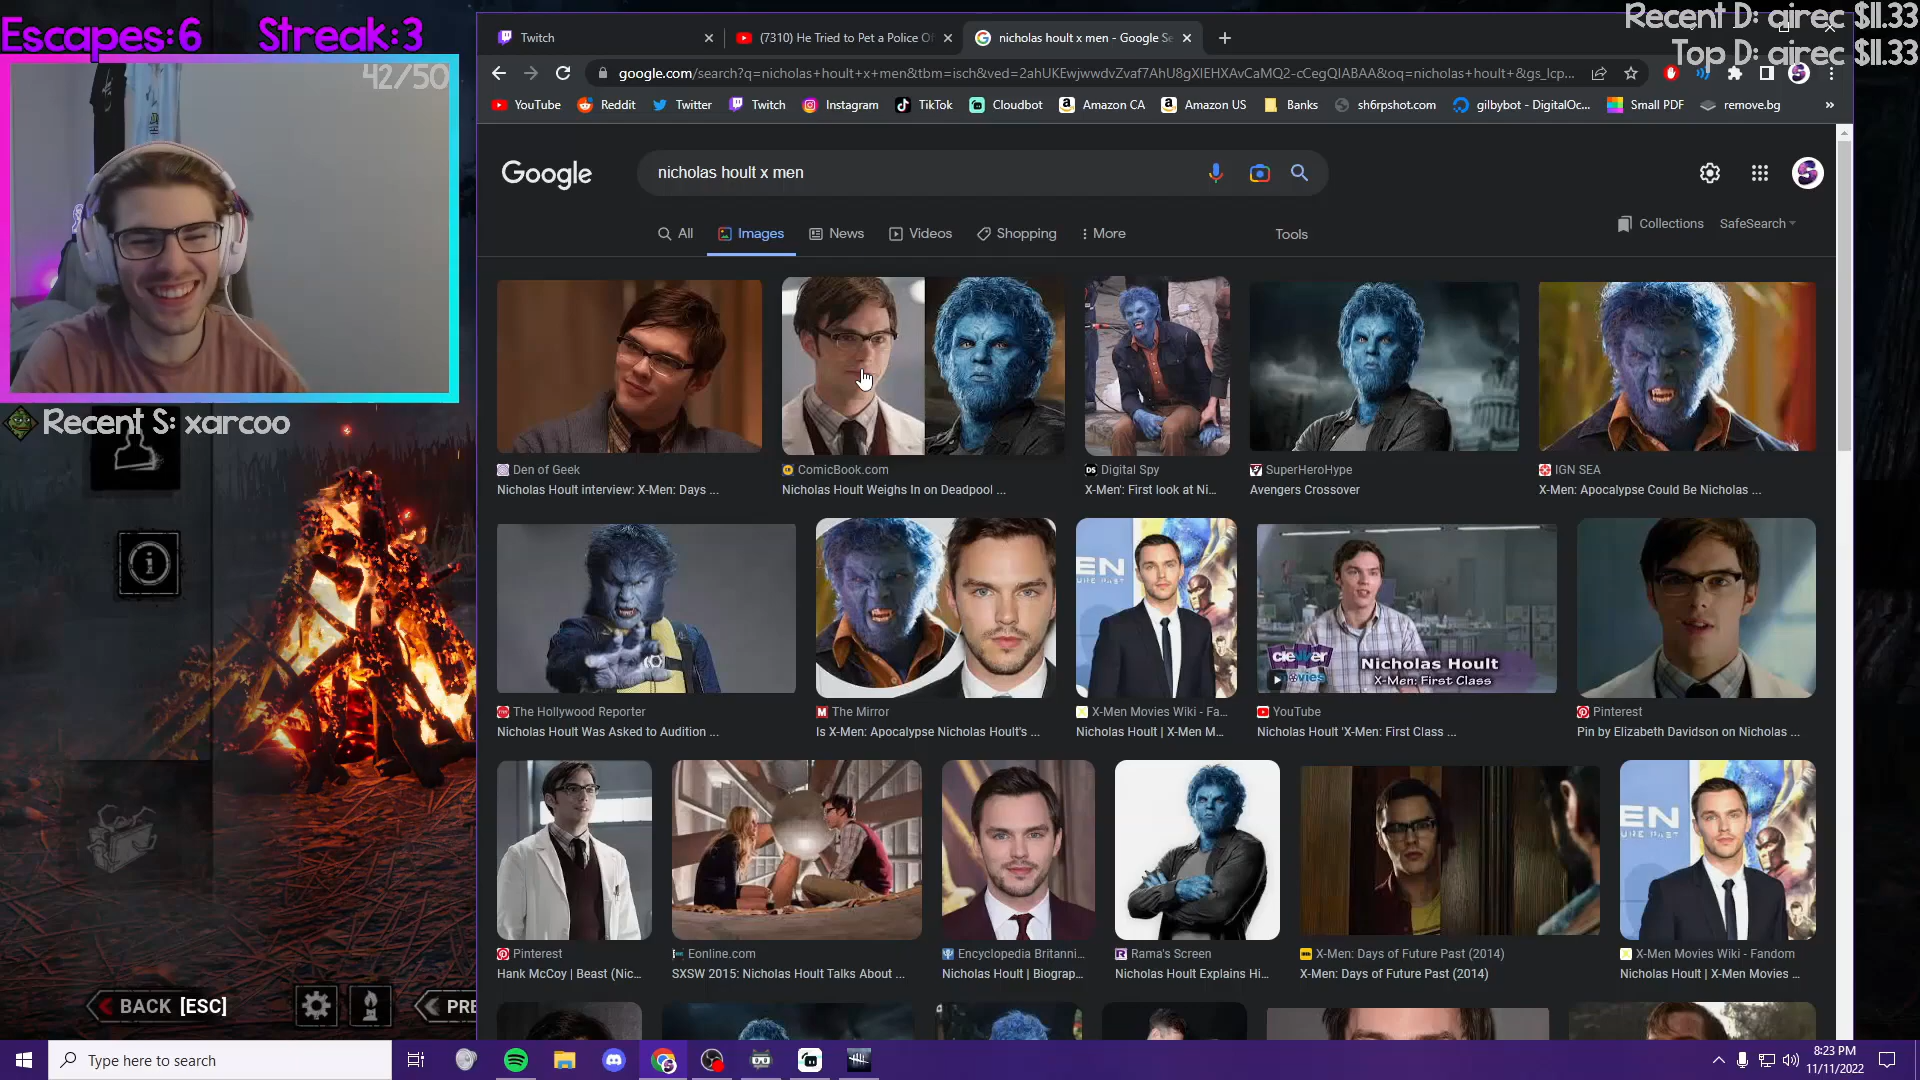 Escapes:6 Streak:3
42/50
Recent S: xarcoo
Recent D: airec $11.33
Top D: airec $11.33
Twitch
(7310) He Tried to Pet a Police Of
nicholas hoult x men - Google Se
google.com/search?q=nicholas+hoult+x+men&tbm=isch&ved=2ahUKEwjwwdvZvaf7AhU8gXIEHXAvCaMQ2-cCegQIABAA&oq=nicholas+hoult+&gs_lcp...
YouTube Reddit Twitter Twitch Instagram TikTok Cloudbot Amazon CA Amazon US Banks sh6rpshot.com gilbybot - DigitalOc... Small PDF remove.bg »
Google
nicholas hoult x men
All Images News Videos Shopping More Tools
Collections SafeSearch
Den of Geek
Nicholas Hoult interview: X-Men: Days ...
ComicBook.com
Nicholas Hoult Weighs In on Deadpool ...
DS Digital Spy
X-Men': First look at Ni...
SuperHeroHype
Avengers Crossover
IGN SEA
X-Men: Apocalypse Could Be Nicholas ...
The Hollywood Reporter
Nicholas Hoult Was Asked to Audition ...
M The Mirror
Is X-Men: Apocalypse Nicholas Hoult's ...
EN
X-Men Movies Wiki - Fa...
Nicholas Hoult | X-Men M...
clevver
movies
Nicholas Hoult
X-Men: First Class
YouTube
Nicholas Hoult 'X-Men: First Class ...
Pinterest
Pin by Elizabeth Davidson on Nicholas ...
Pinterest
Hank McCoy | Beast (Nic...
Eonline.com
SXSW 2015: Nicholas Hoult Talks About ...
Encyclopedia Britanni...
Nicholas Hoult | Biograp...
R Rama's Screen
Nicholas Hoult Explains Hi...
X-Men: Days of Future Past (2014)
X-Men: Days of Future Past (2014)
EN
X-Men Movies Wiki - Fandom
Nicholas Hoult | X-Men Movies ...
BACK [ESC]
PRE
Type here to search
8:23 PM
11/11/2022